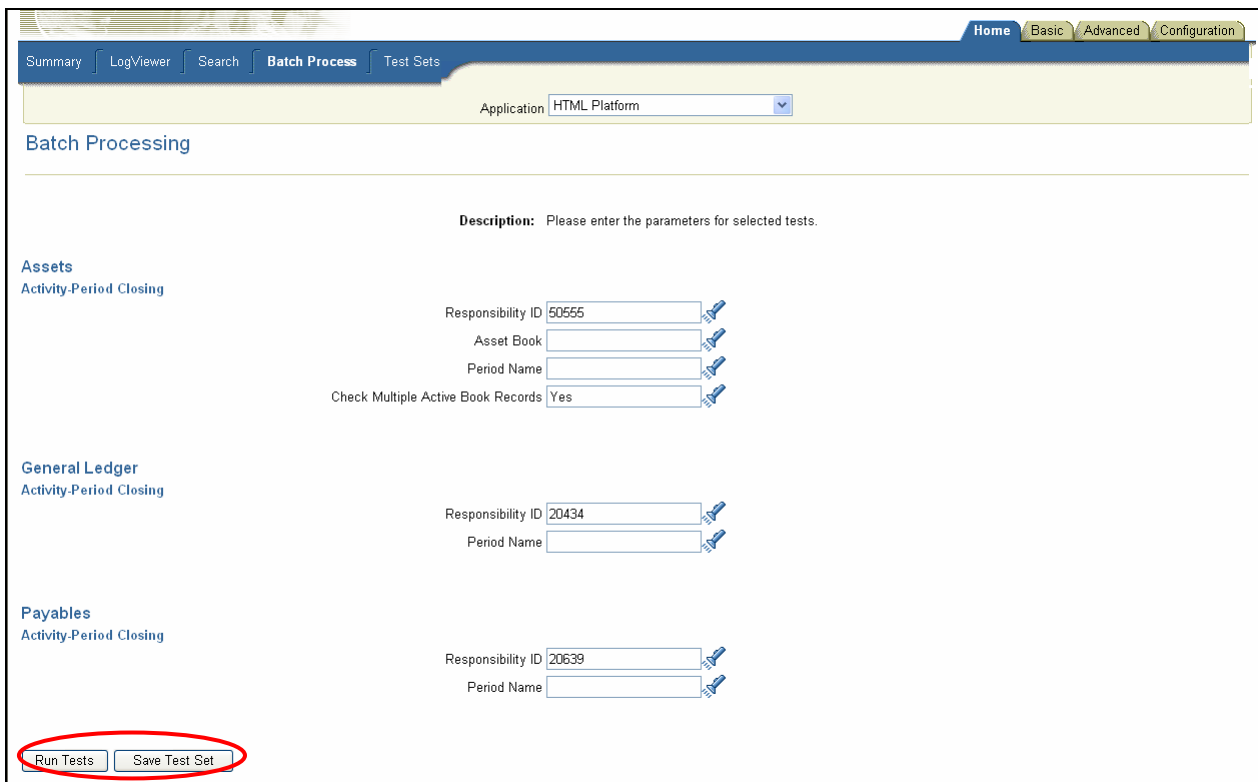 Home Basic Advanced Configuration
Summary LogViewer Search Batch Process Test Sets
Application HTML Platform
Batch Processing
Description: Please enter the parameters for selected tests.
Assets
Activity-Period Closing
Responsibility ID 50555
Asset Book
Period Name
Check Multiple Active Book Records Yes
General Ledger
Activity-Period Closing
Responsibility ID 20434
Period Name
Payables
Activity-Period Closing
Responsibility ID 20639
Period Name
Run Tests Save Test Set